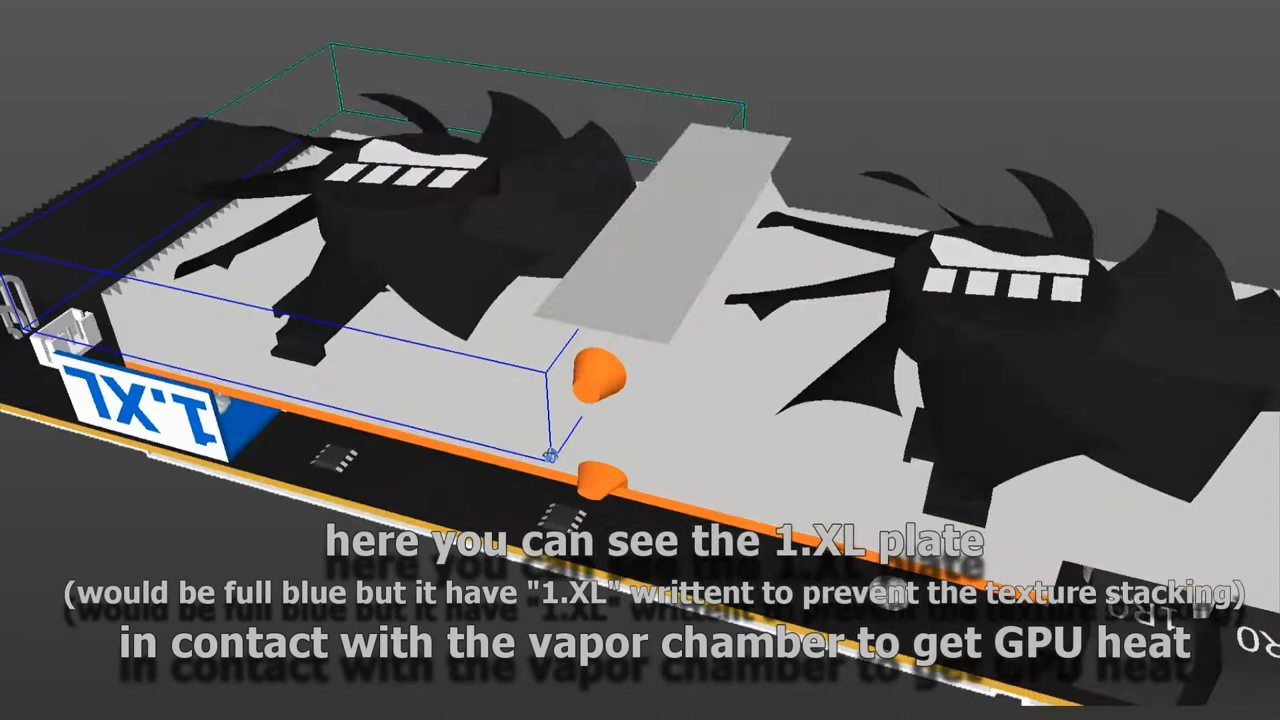 1.XL
here you can see the 1.XL plate
(would be full blue but it have "1.XL" writtent to prevent the texture stacking)
in contact with the vapor chamber to get GPU heat